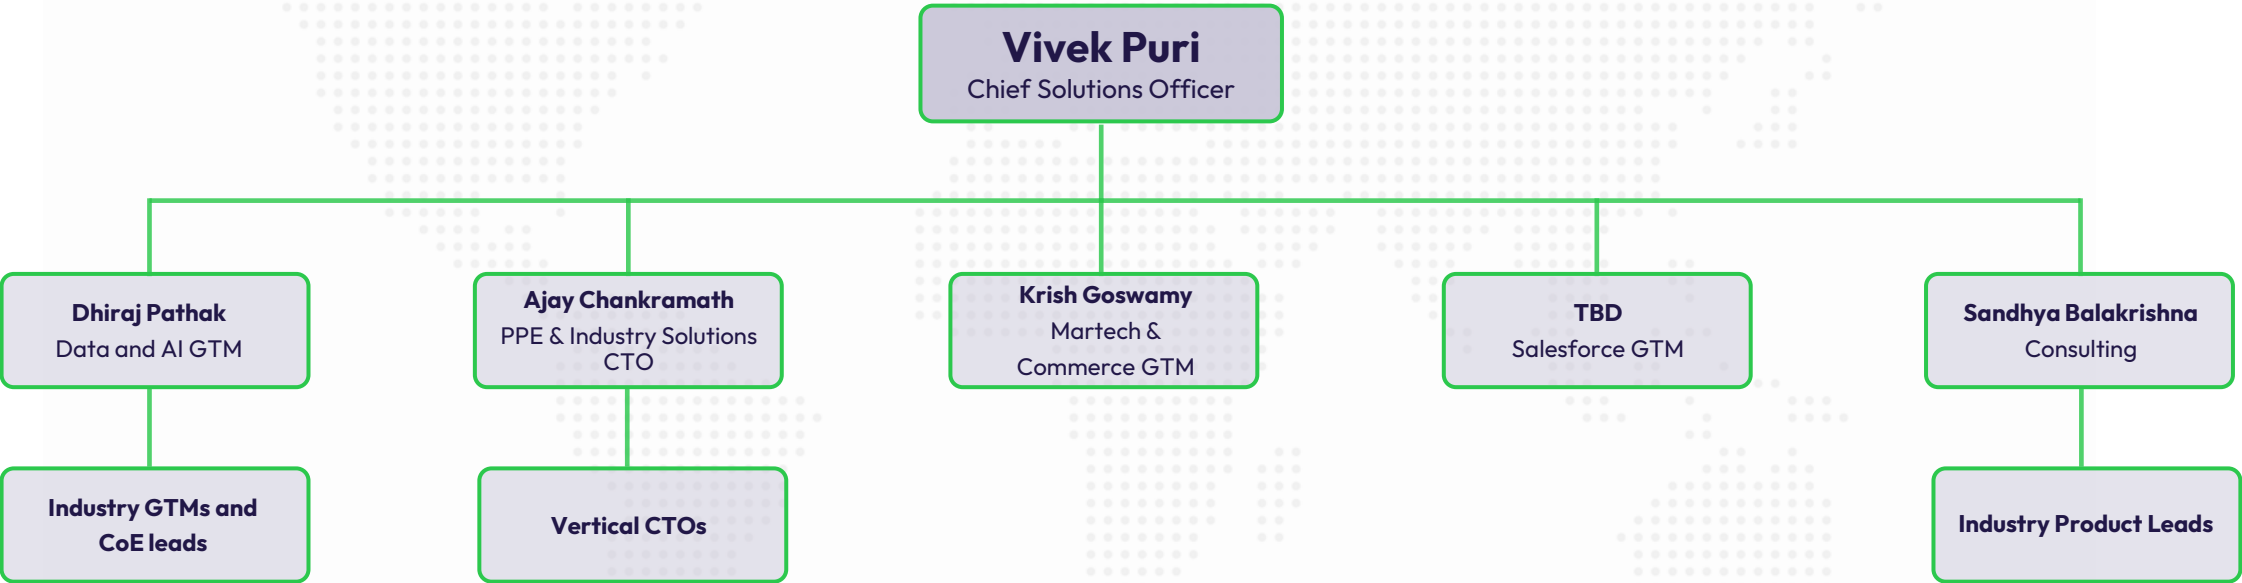 Vivek Puri
Chief Solutions Officer
Dhiraj Pathak
Data and AI GTM
Ajay Chankramath
PPE & Industry Solutions
CTO
Krish Goswamy
Martech &
Commerce GTM
TBD
Salesforce GTM
Sandhya Balakrishna
Consulting
Industry GTMs and
CoE leads
Vertical CTOs
Industry Product Leads